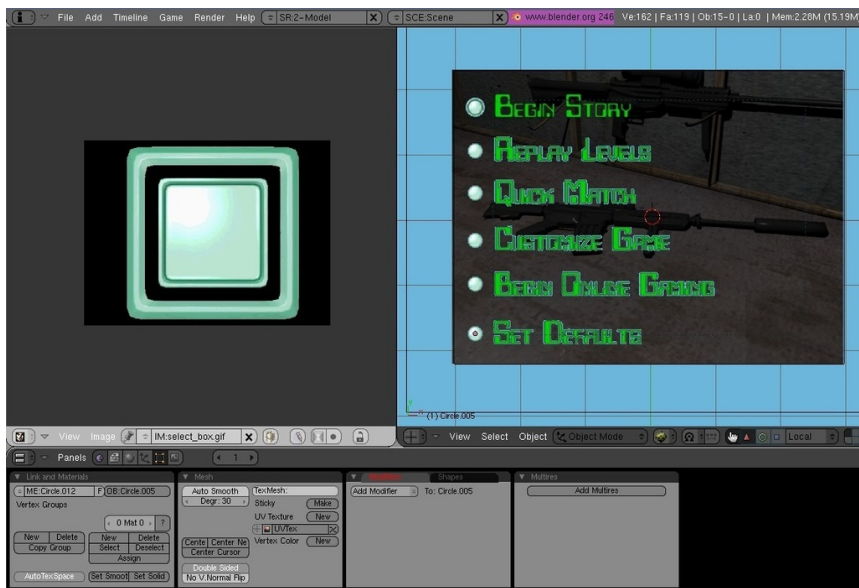 File Add Timeline Game Render Help SR:2-Model X SCE:Scene X www.blender.org 246 Ve:162 | Fa:119 | Ob:15-0 | La:0 | Mem:2.28M (15.19M
Begin Story
Replay Levels
Quick Match
Customize Game
Begin Online Gaming
Set Defaults
(1) Circle.005
View Image IM:select_box.gif X
View Select Object Object Mode Local
Panels 1
Link and Materials
ME:Circle.012 F OB:Circle.005
Vertex Groups
0 Mat 0 ?
New Delete New Delete
Copy Group Select Deselect
Assign
AutoTexSpace Set Smoot Set Solid
Mesh
Auto Smooth
Degr: 30
TexMesh:
Sticky Make
UV Texture New
UVTex
Vertex Color New
Cente Center Ne
Center Cursor
Double Sided
No V.Normal Flip
Modifiers Shapes
Add Modifier To: Circle.005
Multires
Add Multires